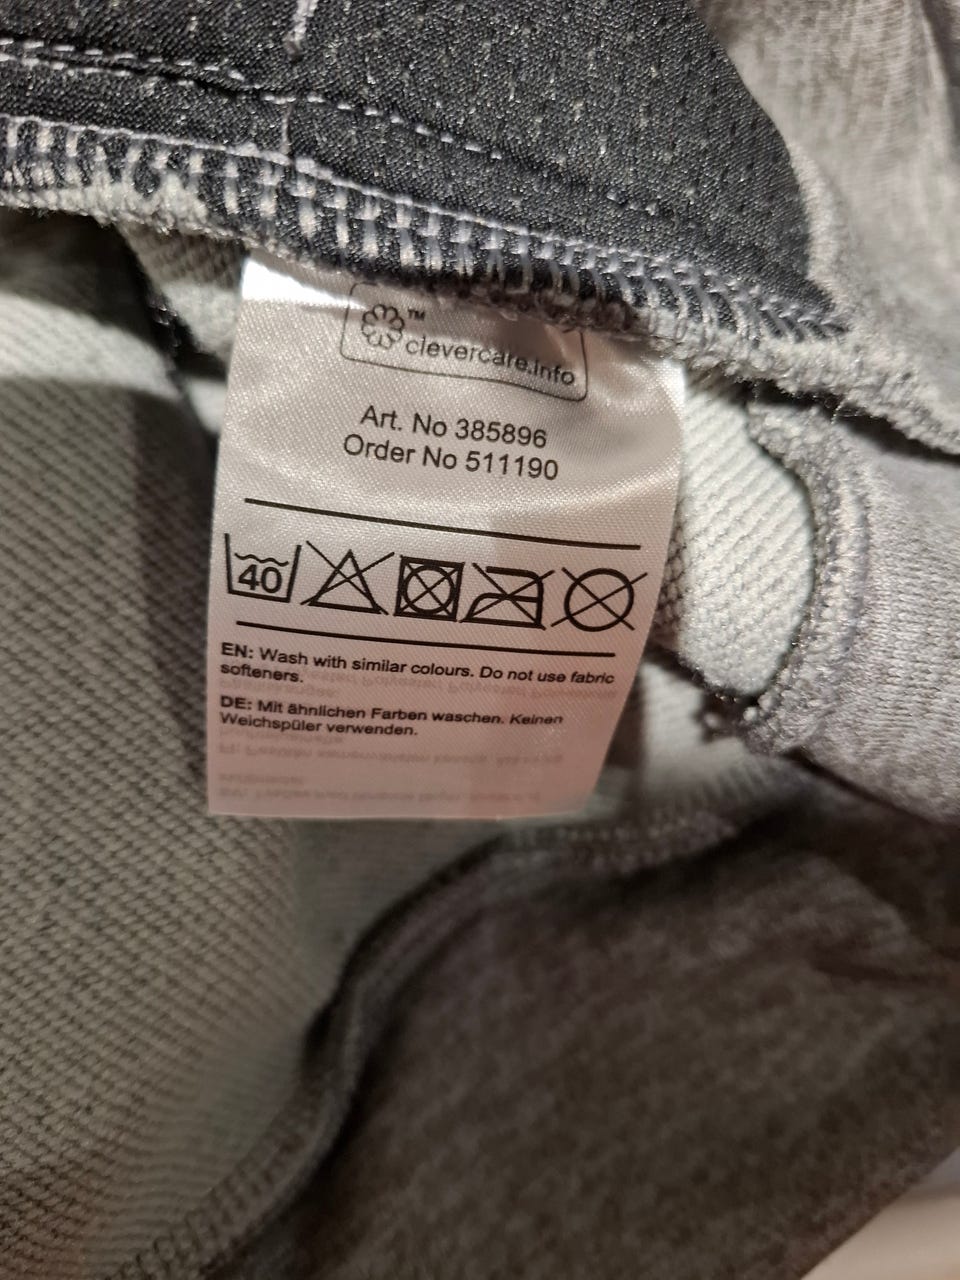 ™
clevercare.info
Art. No 385896
Order No 511190
40
EN: Wash with similar colours. Do not use fabric
softeners.
DE: Mit ähnlichen Farben waschen. Keinen
Weichspüler verwenden.